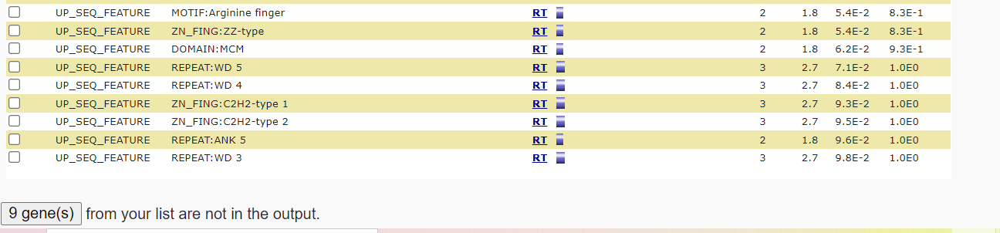 UP_SEQ_FEATURE MOTIF:Arginine finger RT 2 1.8 5.4E-2 8.3E-1
UP_SEQ_FEATURE ZN_FING:ZZ-type RT 2 1.8 5.4E-2 8.3E-1
UP_SEQ_FEATURE DOMAIN:MCM RT 2 1.8 6.2E-2 9.3E-1
UP_SEQ_FEATURE REPEAT:WD 5 RT 3 2.7 7.1E-2 1.0E0
UP_SEQ_FEATURE REPEAT:WD 4 RT 3 2.7 8.4E-2 1.0E0
UP_SEQ_FEATURE ZN_FING:C2H2-type 1 RT 3 2.7 9.3E-2 1.0E0
UP_SEQ_FEATURE ZN_FING:C2H2-type 2 RT 3 2.7 9.5E-2 1.0E0
UP_SEQ_FEATURE REPEAT:ANK 5 RT 2 1.8 9.6E-2 1.0E0
UP_SEQ_FEATURE REPEAT:WD 3 RT 3 2.7 9.8E-2 1.0E0
9 gene(s) from your list are not in the output.